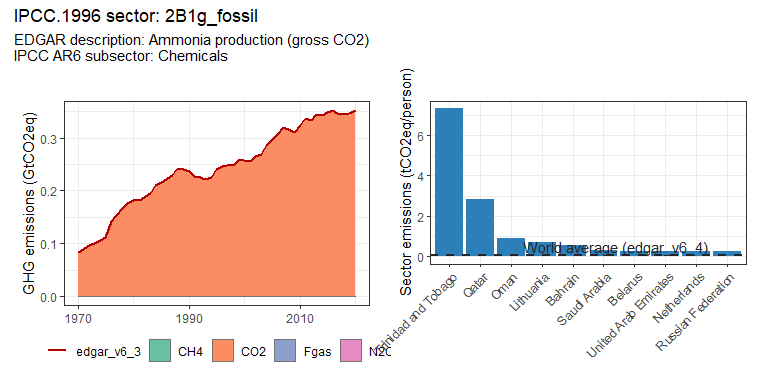 IPCC.1996 sector: 2B1g_fossil
EDGAR description: Ammonia production (gross CO2)
IPCC AR6 subsector: Chemicals
GHG emissions (GtCO2eq)
0.3
0.2
0.1
0.0
1970
1990
2010
edgar_v6_3
CH4
CO2
Fgas
Sector emissions (tCO2eq/person)
6
4
2
0
World average (edgar_v6_4)
Trinidad and Tobago
Qatar
Oman
Lithuania
Bahrain
Saudi Arabia
Belarus
United Arab Emirates
Netherlands
Russian Federation